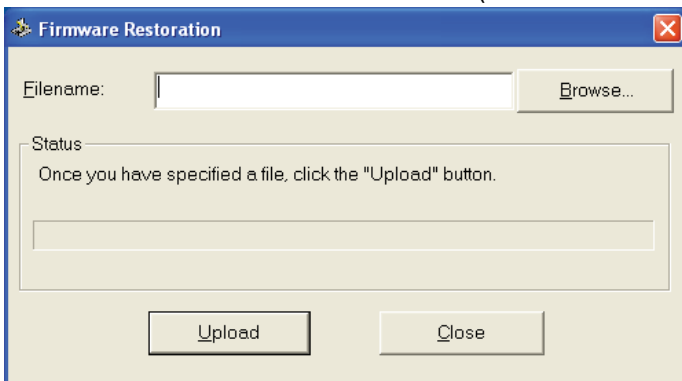 Firmware Restoration
Filename:
Browse...
Status
Once you have specified a file, click the "Upload" button.
Upload
Close